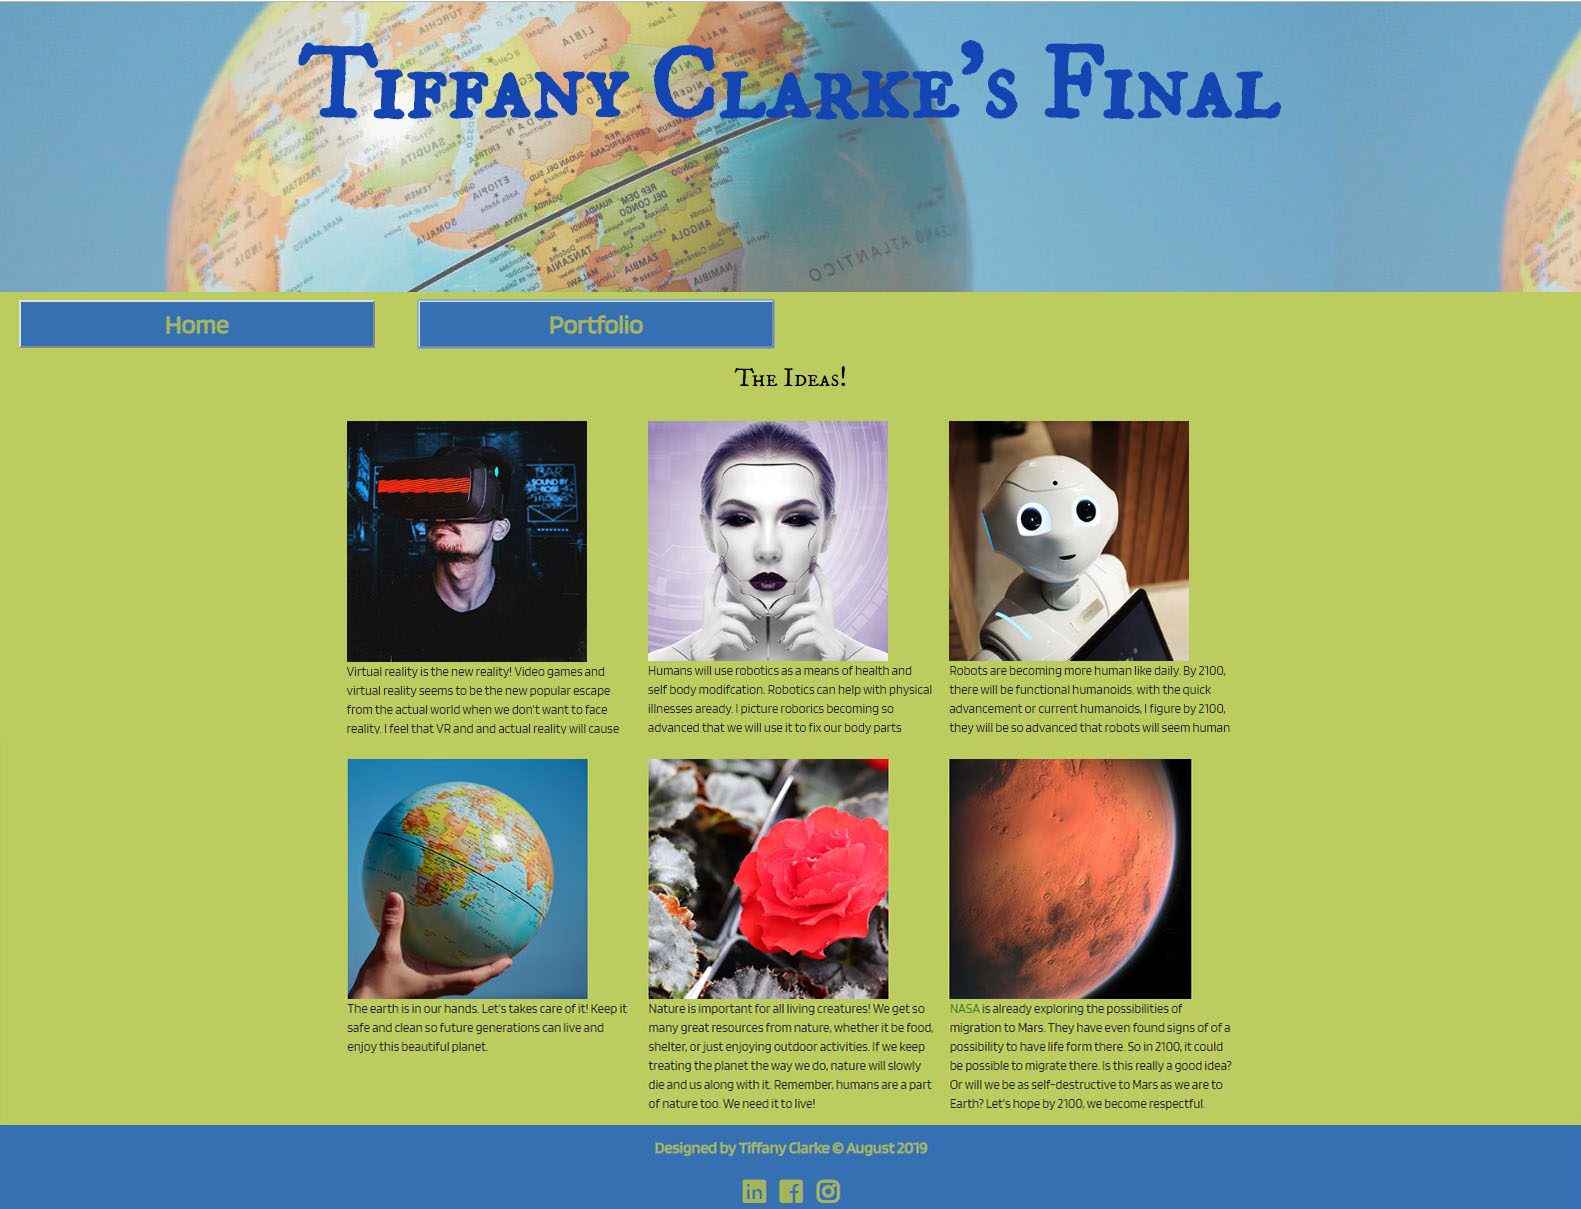 Tiffany Clarke's Final
Home
Portfolio
The Ideas!
BAR
SOUND BY
BOSE
OPEN
Virtual reality is the new reality! Video games and
virtual reality seems to be the new popular escape
from the actual world when we don't want to face
reality. I feel that VR and and actual reality will cause
Humans will use robotics as a means of health and
self body modifcation. Robotics can help with physical
illnesses aready. I picture roborics becoming so
advanced that we will use it to fix our body parts
Robots are becoming more human like daily. By 2100,
there will be functional humanoids. with the quick
advancement or current humanoids, I figure by 2100,
they will be so advanced that robots will seem human
The earth is in our hands. Let's takes care of it! Keep it
safe and clean so future generations can live and
enjoy this beautiful planet.
Nature is important for all living creatures! We get so
many great resources from nature, whether it be food,
shelter, or just enjoying outdoor activities. If we keep
treating the planet the way we do, nature will slowly
die and us along with it. Remember, humans are a part
of nature too. We need it to live!
NASA is already exploring the possibilities of
migration to Mars. They have even found signs of of a
possibility to have life form there. So in 2100, it could
be possible to migrate there. Is this really a good idea?
Or will we be as self-destructive to Mars as we are to
Earth? Let's hope by 2100, we become respectful.
Designed by Tiffany Clarke © August 2019